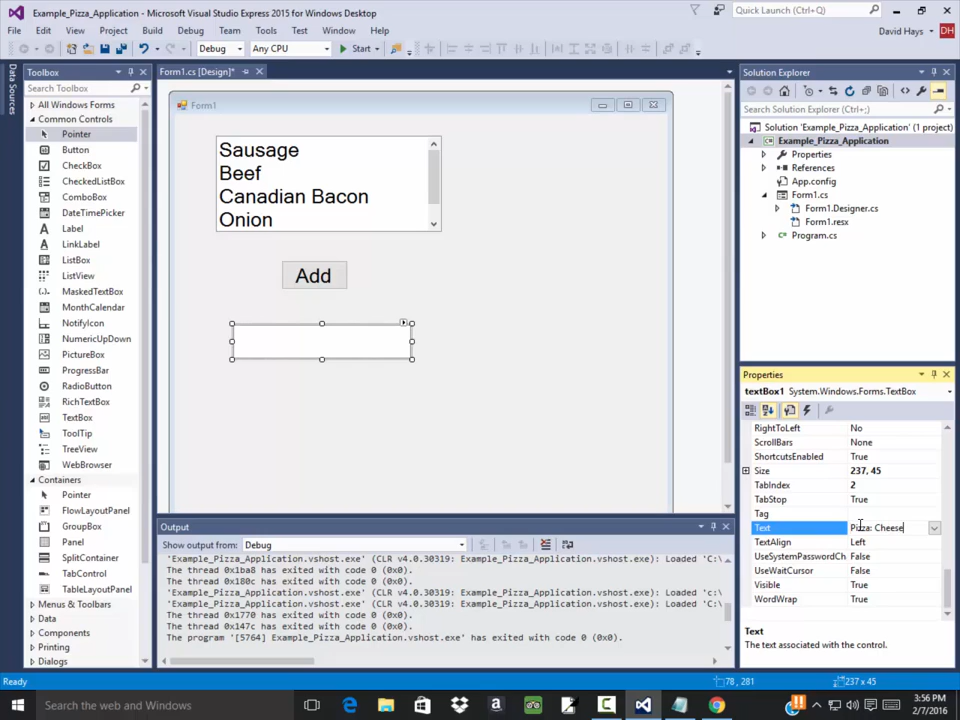 Example_Pizza_Application - Microsoft Visual Studio Express 2015 for Windows Desktop
Quick Launch (Ctrl+Q)
File Edit View Project Build Debug Team Tools Test Window Help
David Hays DH
Debug Any CPU Start
Data Sources
Toolbox
Search Toolbox
All Windows Forms
Common Controls
Pointer
Button
CheckBox
CheckedListBox
ComboBox
DateTimePicker
Label
LinkLabel
ListBox
ListView
MaskedTextBox
MonthCalendar
NotifyIcon
NumericUpDown
PictureBox
ProgressBar
RadioButton
RichTextBox
TextBox
ToolTip
TreeView
WebBrowser
Containers
Pointer
FlowLayoutPanel
GroupBox
Panel
SplitContainer
TabControl
TableLayoutPanel
Menus & Toolbars
Data
Components
Printing
Dialogs
Form1.cs [Design]*
Form1
Sausage
Beef
Canadian Bacon
Onion
Add
Output
Show output from: Debug
'Example_Pizza_Application.vshost.exe' (CLR v4.0.30319: Example_Pizza_Application.vshost.exe): Loaded 'C:\
The thread 0x1ba8 has exited with code 0 (0x0).
The thread 0x180c has exited with code 0 (0x0).
'Example_Pizza_Application.vshost.exe' (CLR v4.0.30319: Example_Pizza_Application.vshost.exe): Loaded 'c:\
'Example_Pizza_Application.vshost.exe' (CLR v4.0.30319: Example_Pizza_Application.vshost.exe): Loaded 'C:\
The thread 0x1770 has exited with code 0 (0x0).
The thread 0x147c has exited with code 0 (0x0).
The program '[5764] Example_Pizza_Application.vshost.exe' has exited with code 0 (0x0).
Solution Explorer
Search Solution Explorer (Ctrl+;)
Solution 'Example_Pizza_Application' (1 project)
Example_Pizza_Application
Properties
References
App.config
Form1.cs
Form1.Designer.cs
Form1.resx
Program.cs
Properties
textBox1 System.Windows.Forms.TextBox
RightToLeft No
ScrollBars None
ShortcutsEnabled True
Size 237, 45
TabIndex 2
TabStop True
Tag
Text Pizza: Cheese
TextAlign Left
UseSystemPasswordCh False
UseWaitCursor False
Visible True
WordWrap True
Text
The text associated with the control.
Ready
78 , 281
237 x 45
Search the Web and Windows
3:56 PM
2/7/2016